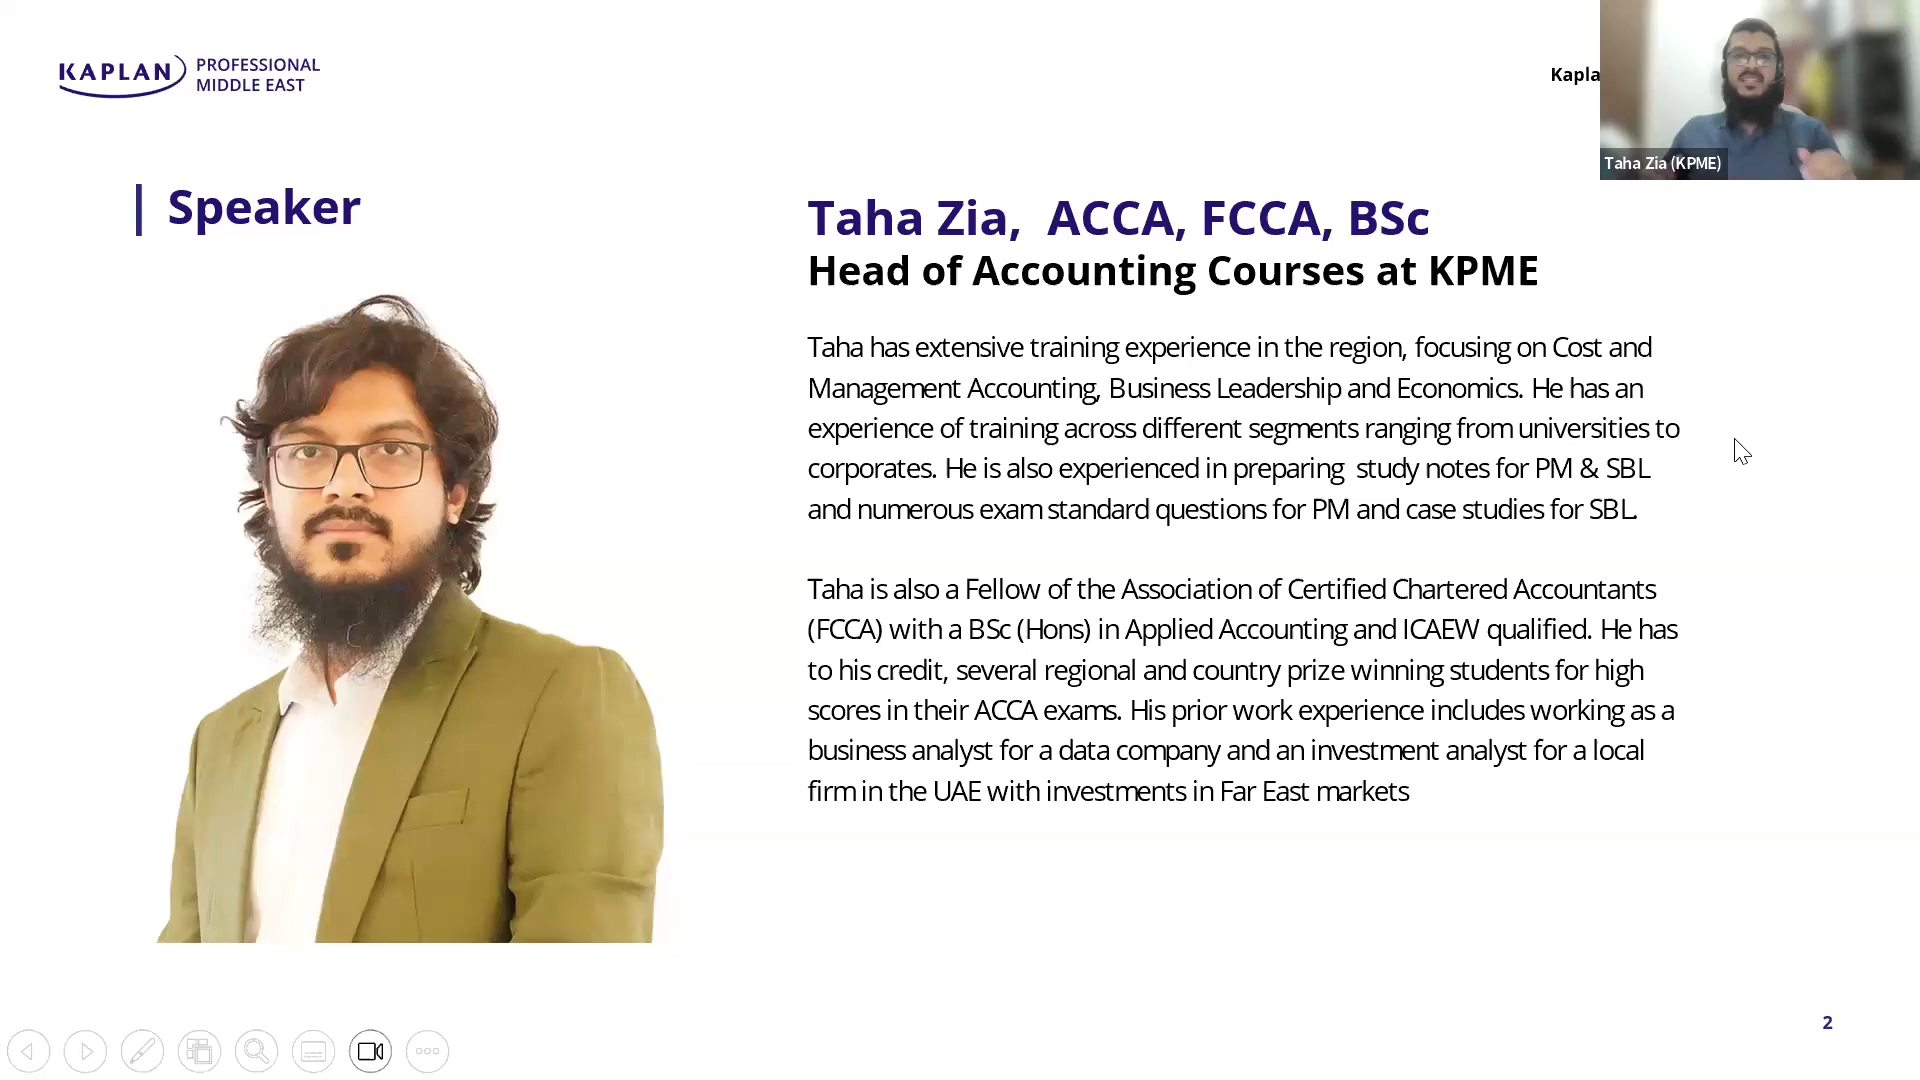 KAPLAN
PROFESSIONAL
MIDDLE EAST
Kapla
Taha Zia (KPME)
Speaker
Taha Zia, ACCA, FCCA, BSc
Head of Accounting Courses at KPME
Taha has extensive training experience in the region, focusing on Cost and
Management Accounting, Business Leadership and Economics. He has an
experience of training across different segments ranging from universities to
corporates. He is also experienced in preparing study notes for PM & SBL
and numerous exam standard questions for PM and case studies for SBL.
Taha is also a Fellow of the Association of Certified Chartered Accountants
(FCCA) with a BSc (Hons) in Applied Accounting and ICAEW qualified. He has
to his credit, several regional and country prize winning students for high
scores in their ACCA exams. His prior work experience includes working as a
business analyst for a data company and an investment analyst for a local
firm in the UAE with investments in Far East markets
2